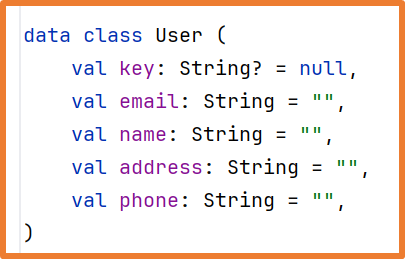 data class User (
    val key: String? = null,
    val email: String = "",
    val name: String = "",
    val address: String = "",
    val phone: String = "",
)